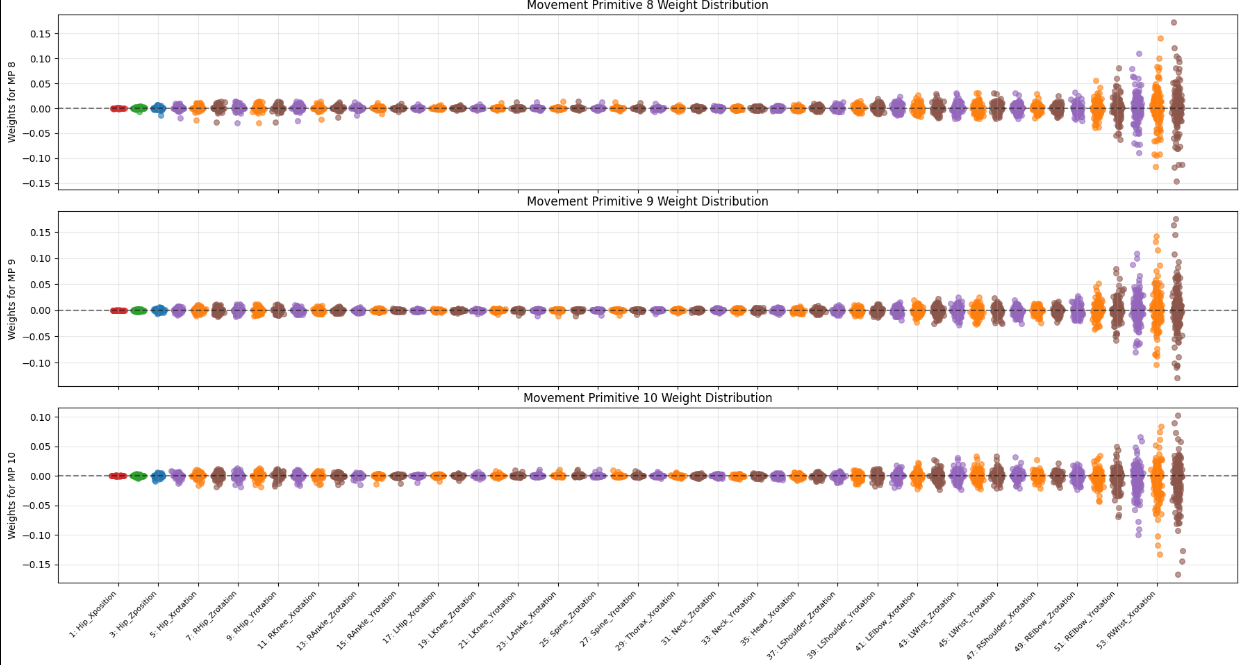 Movement Primitive 8 Weight Distribution
Weights for MP 8
0.15
0.10
0.05
0.00
−0.05
−0.10
−0.15
Movement Primitive 9 Weight Distribution
Weights for MP 9
0.15
0.10
0.05
0.00
−0.05
−0.10
Movement Primitive 10 Weight Distribution
Weights for MP 10
0.10
0.05
0.00
−0.05
−0.10
−0.15
1: Hip_Xposition
3: Hip_Zposition
5: Hip_Xrotation
7: RHip_Zrotation
9: RHip_Yrotation
11: RKnee_Xrotation
13: RAnkle_Zrotation
15: RAnkle_Yrotation
17: LHip_Xrotation
19: LKnee_Zrotation
21: LKnee_Yrotation
23: LAnkle_Xrotation
25: Spine_Zrotation
27: Spine_Yrotation
29: Thorax_Xrotation
31: Neck_Zrotation
33: Neck_Yrotation
35: Head_Xrotation
37: LShoulder_Zrotation
39: LShoulder_Yrotation
41: LElbow_Xrotation
43: LWrist_Zrotation
45: LWrist_Yrotation
47: RShoulder_Xrotation
49: RElbow_Zrotation
51: RElbow_Yrotation
53: RWrist_Xrotation